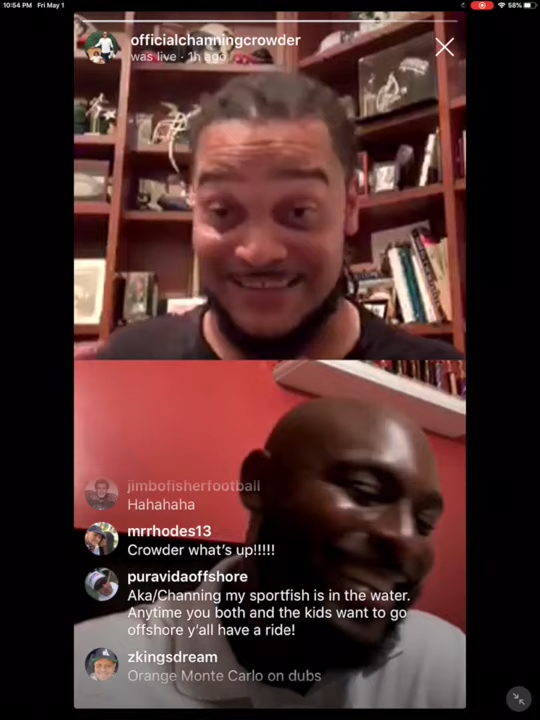 10:54 PM Fri May 1
58%
officialchanningcrowder
was live · 1h ago
jimbofisherfootball
Hahahaha
mrrhodes13
Crowder what's up!!!!!
puravidaoffshore
Aka/Channing my sportfish is in the water.
Anytime you both and the kids want to go
offshore y'all have a ride!
zkingsdream
Orange Monte Carlo on dubs